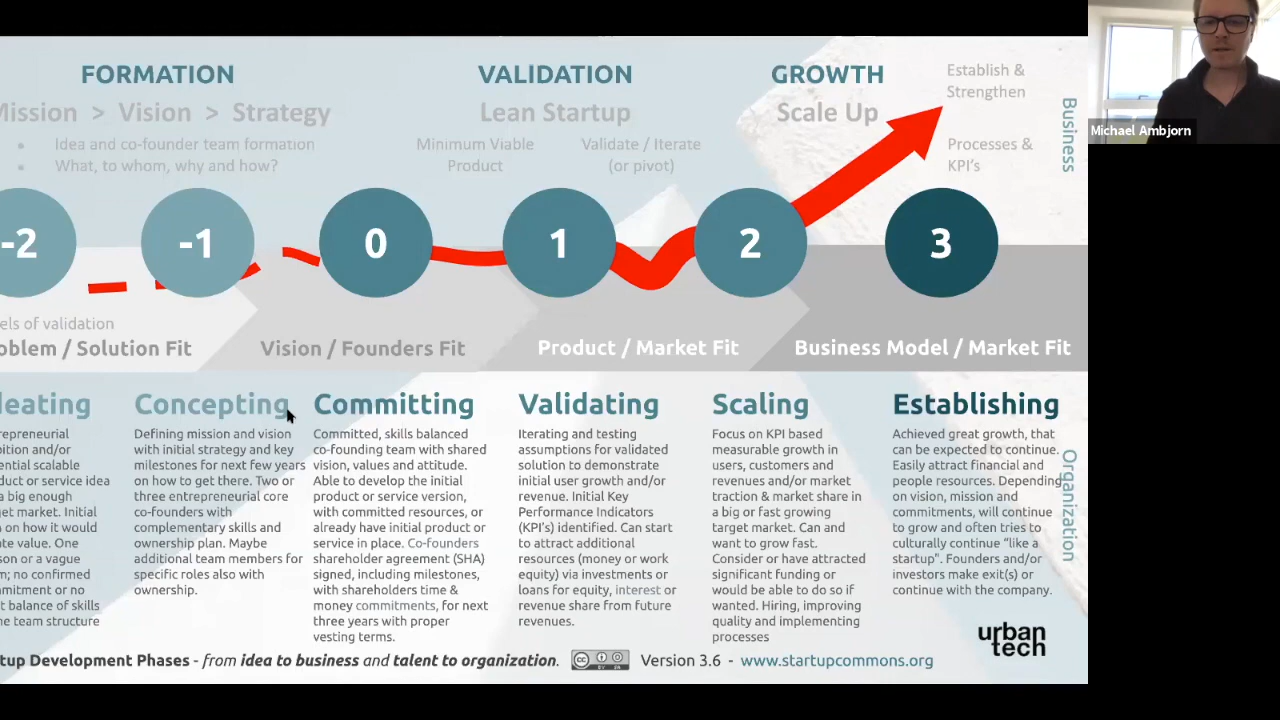 FORMATION
Mission > Vision > Strategy
• Idea and co-founder team formation
• What, to whom, why and how?
VALIDATION
Lean Startup
Minimum Viable
Product
Validate / Iterate
(or pivot)
GROWTH
Scale Up
Establish &
Strengthen
Processes &
KPI's
Business
Michael Ambjorn
-2
-1
0
1
2
3
els of validation
oblem / Solution Fit
Vision / Founders Fit
Product / Market Fit
Business Model / Market Fit
eating
repreneurial
ition and/or
ential scalable
duct or service idea
a big enough
get market. Initial
on how it would
ate value. One
son or a vague
m; no confirmed
mitment or no
t balance of skills
he team structure
Concepting
Defining mission and vision
with initial strategy and key
milestones for next few years
on how to get there. Two or
three entrepreneurial core
co-founders with
complementary skills and
ownership plan. Maybe
additional team members for
specific roles also with
ownership.
Committing
Committed, skills balanced
co-founding team with shared
vision, values and attitude.
Able to develop the initial
product or service version,
with committed resources, or
already have initial product or
service in place. Co-founders
shareholder agreement (SHA)
signed, including milestones,
with shareholders time &
money commitments, for next
three years with proper
vesting terms.
Validating
Iterating and testing
assumptions for validated
solution to demonstrate
initial user growth and/or
revenue. Initial Key
Performance Indicators
(KPI's) identified. Can start
to attract additional
resources (money or work
equity) via investments or
loans for equity, interest or
revenue share from future
revenues.
Scaling
Focus on KPI based
measurable growth in
users, customers and
revenues and/or market
traction & market share in
a big or fast growing
target market. Can and
want to grow fast.
Consider or have attracted
significant funding or
would be able to do so if
wanted. Hiring, improving
quality and implementing
processes
Establishing
Achieved great growth, that
can be expected to continue.
Easily attract financial and
people resources. Depending
on vision, mission and
commitments, will continue
to grow and often tries to
culturally continue "like a
startup". Founders and/or
investors make exit(s) or
continue with the company.
Organization
urban
tech
tup Development Phases - from idea to business and talent to organization.
Version 3.6 - www.startupcommons.org